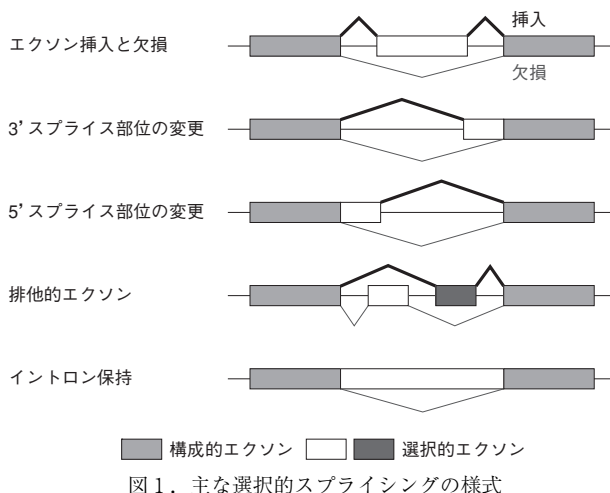 エクソン挿入と欠損
挿入
欠損
3’スプライス部位の変更
5’スプライス部位の変更
排他的エクソン
イントロン保持
構成的エクソン
選択的エクソン
図1. 主な選択的スプライシングの様式